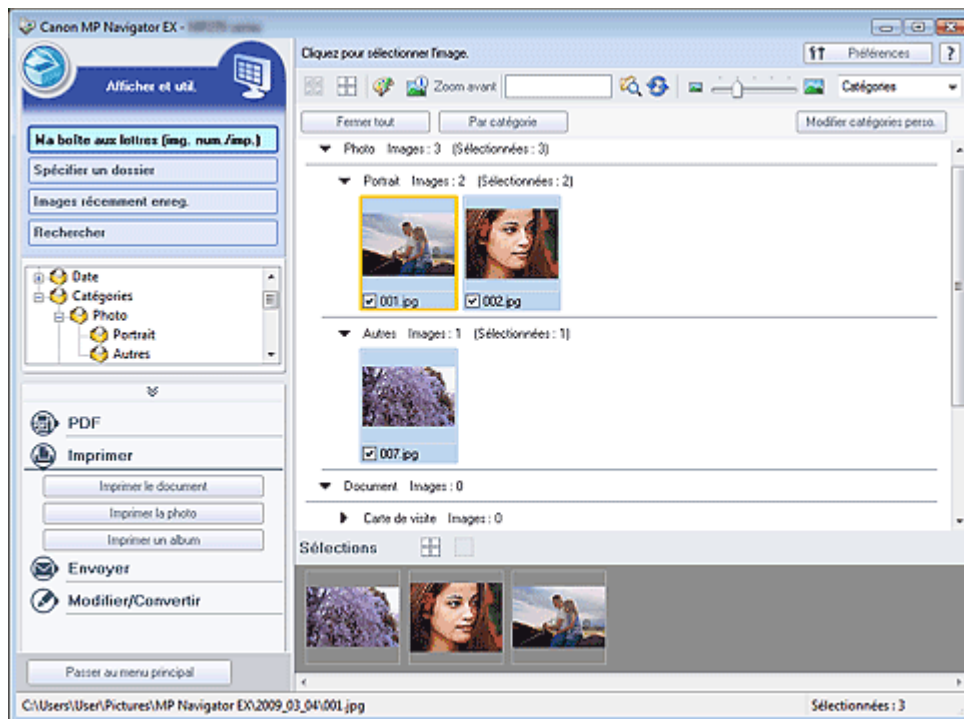 Canon MP Navigator EX -
Cliquez pour sélectionner l'image.
Préférences
?
Afficher et util.
Zoom avant
Catégories
Fermer tout
Par catégorie
Modifier catégories perso.
Ma boîte aux lettres (img. num./imp.)
Spécifier un dossier
Images récemment enreg.
Rechercher
Date
Catégories
Photo
Portrait
Autres
PDF
Imprimer
Imprimer le document
Imprimer la photo
Imprimer un album
Envoyer
Modifier/Convertir
Passer au menu principal
Photo Images : 3 (Sélectionnées : 3)
Portrait Images : 2 (Sélectionnées : 2)
001.jpg
002.jpg
Autres Images : 1 (Sélectionnées : 1)
007.jpg
Document Images : 0
Carte de visite Images : 0
Sélections
C:\Users\User\Pictures\MP Navigator EX\2009_03_04\001.jpg
Sélectionnées : 3